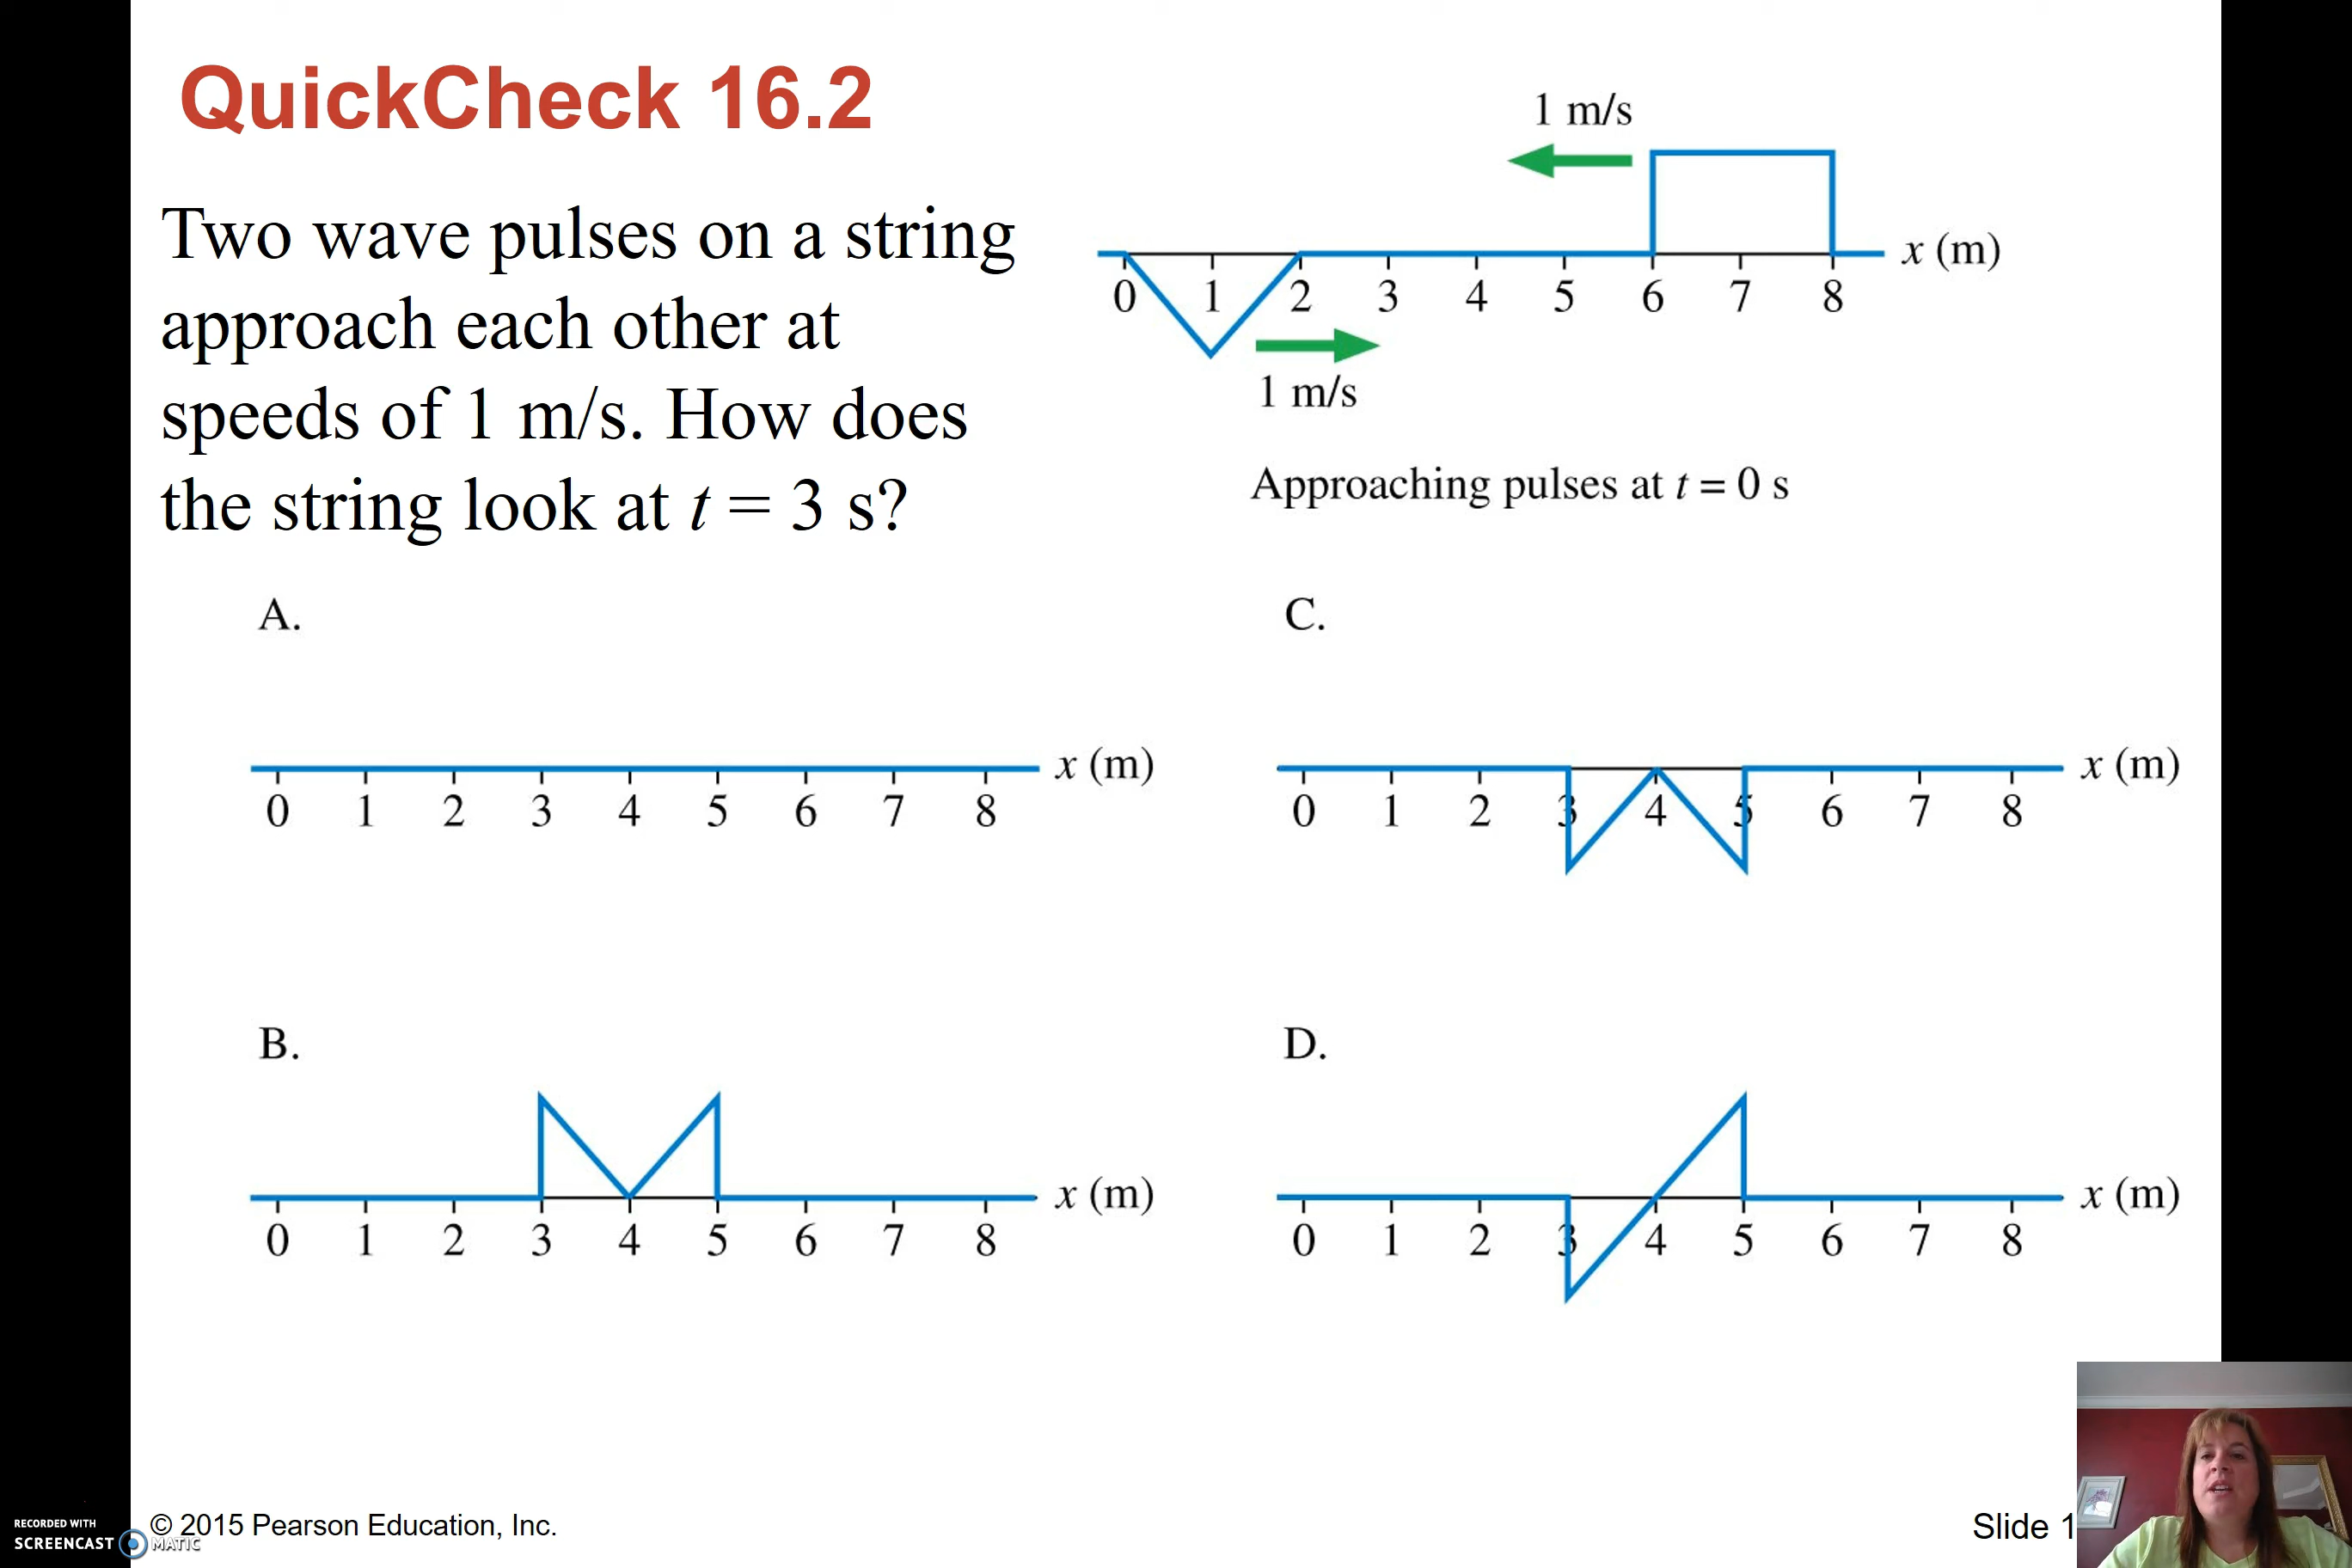 QuickCheck 16.2
Two wave pulses on a string
approach each other at
speeds of 1 m/s. How does
the string look at t = 3 s?
1 m/s
x (m)
0 1 2 3 4 5 6 7 8
1 m/s
Approaching pulses at t = 0 s
A.
x (m)
0 1 2 3 4 5 6 7 8
C.
x (m)
0 1 2 3 4 5 6 7 8
B.
x (m)
0 1 2 3 4 5 6 7 8
D.
x (m)
0 1 2 3 4 5 6 7 8
© 2015 Pearson Education, Inc.
Slide 1
RECORDED WITH
SCREENCAST MATIC